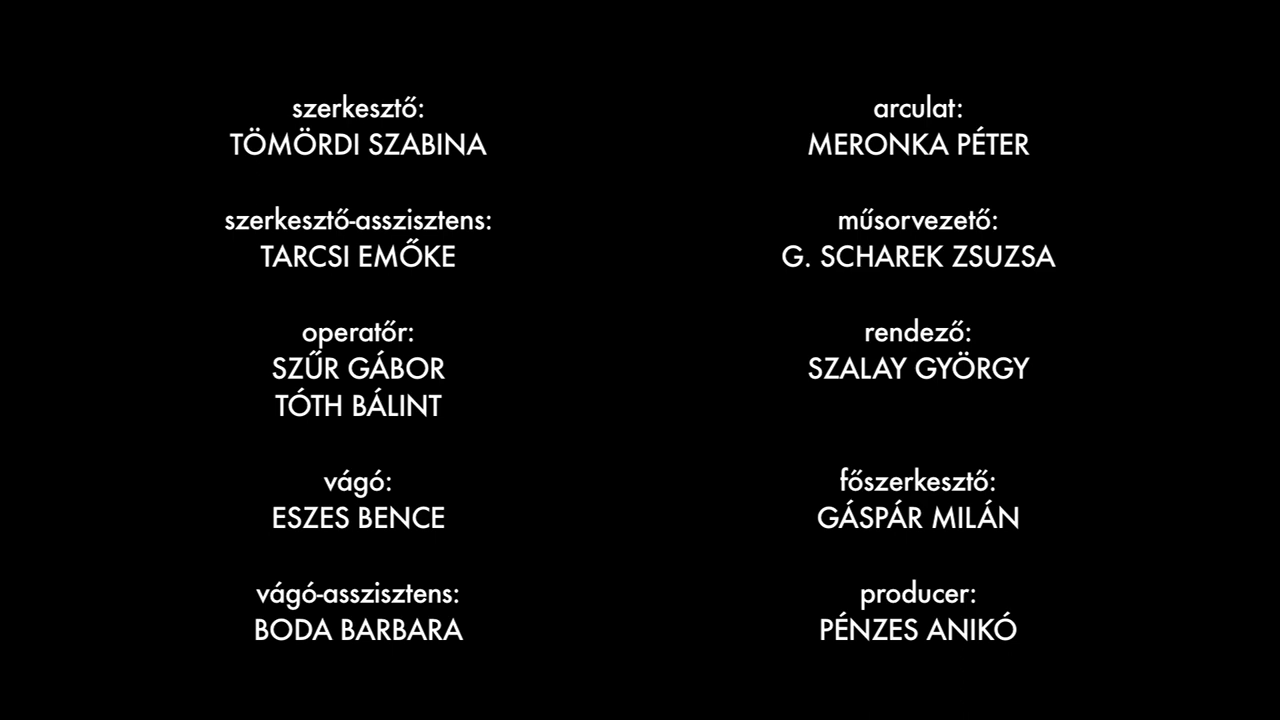 szerkesztő:
TÖMÖRDI SZABINA
szerkesztő-asszisztens:
TARCSI EMŐKE
operatőr:
SZŰR GÁBOR
TÓTH BÁLINT
vágó:
ESZES BENCE
vágó-asszisztens:
BODA BARBARA
arculat:
MERONKA PÉTER
műsorvezető:
G. SCHAREK ZSUZSA
rendező:
SZALAY GYÖRGY
főszerkesztő:
GÁSPÁR MILÁN
producer:
PÉNZES ANIKÓ